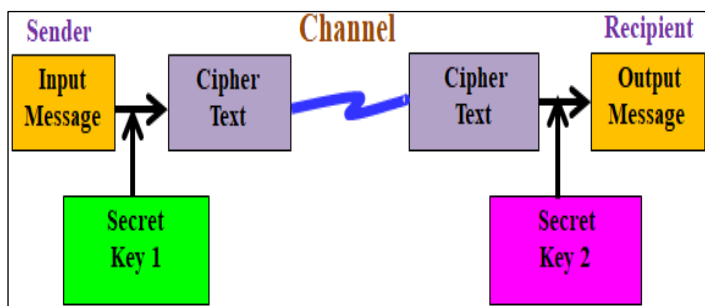 Sender
Channel
Recipient
Input
Message
Cipher
Text
Cipher
Text
Output
Message
Secret
Key 1
Secret
Key 2